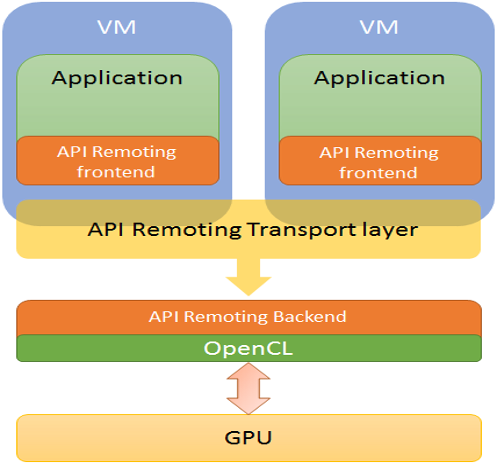 VM
VM
Application
Application
API Remoting
frontend
API Remoting
frontend
API Remoting Transport layer
API Remoting Backend
OpenCL
GPU